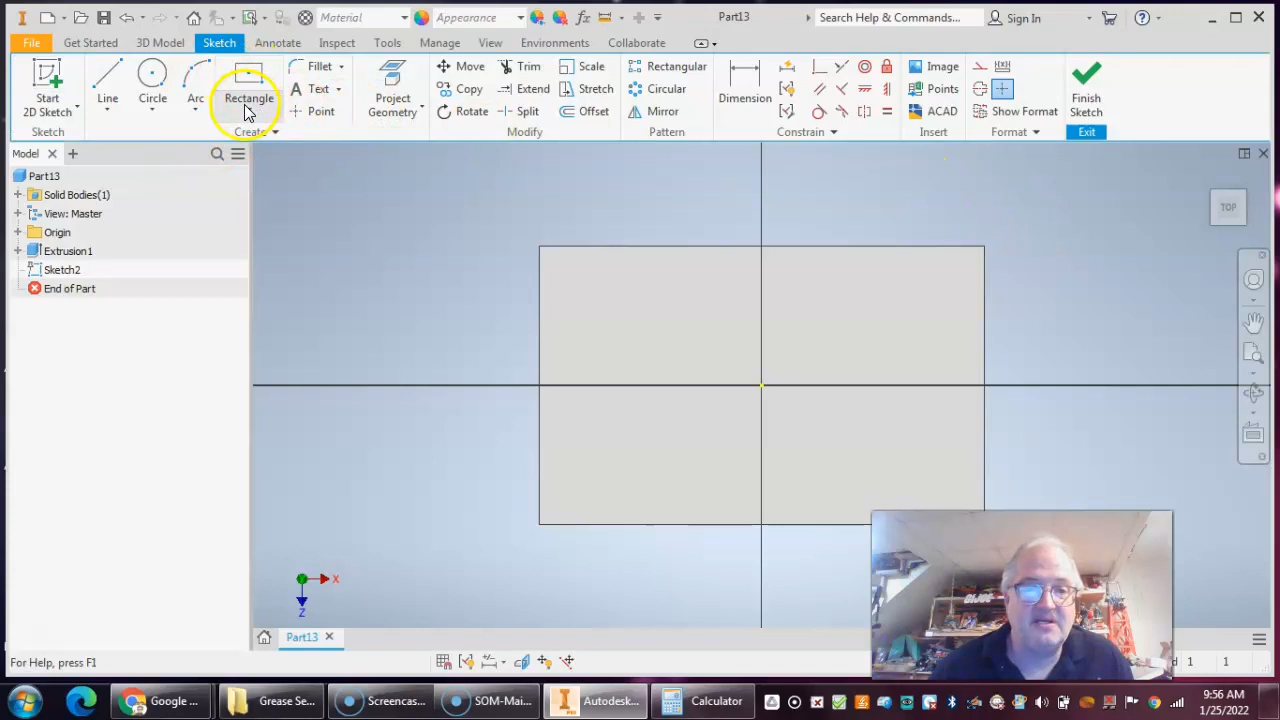 Material
Appearance
Part13
Search Help & Commands...
Sign In
File
Get Started
3D Model
Sketch
Annotate
Inspect
Tools
Manage
View
Environments
Collaborate
Start
2D Sketch
Line
Circle
Arc
Rectangle
Fillet
Text
Point
Project
Geometry
Move
Copy
Rotate
Trim
Extend
Split
Scale
Stretch
Offset
Rectangular
Circular
Mirror
Dimension
Image
Points
ACAD
Show Format
Finish
Sketch
Sketch
Create
Modify
Pattern
Constrain
Insert
Format
Exit
Model
Part13
Solid Bodies(1)
View: Master
Origin
Extrusion1
Sketch2
End of Part
TOP
X
Z
Part13
For Help, press F1
1
1
Google ...
Grease Se...
Screencas...
SOM-Mai...
Autodesk...
Calculator
9:56 AM
1/25/2022